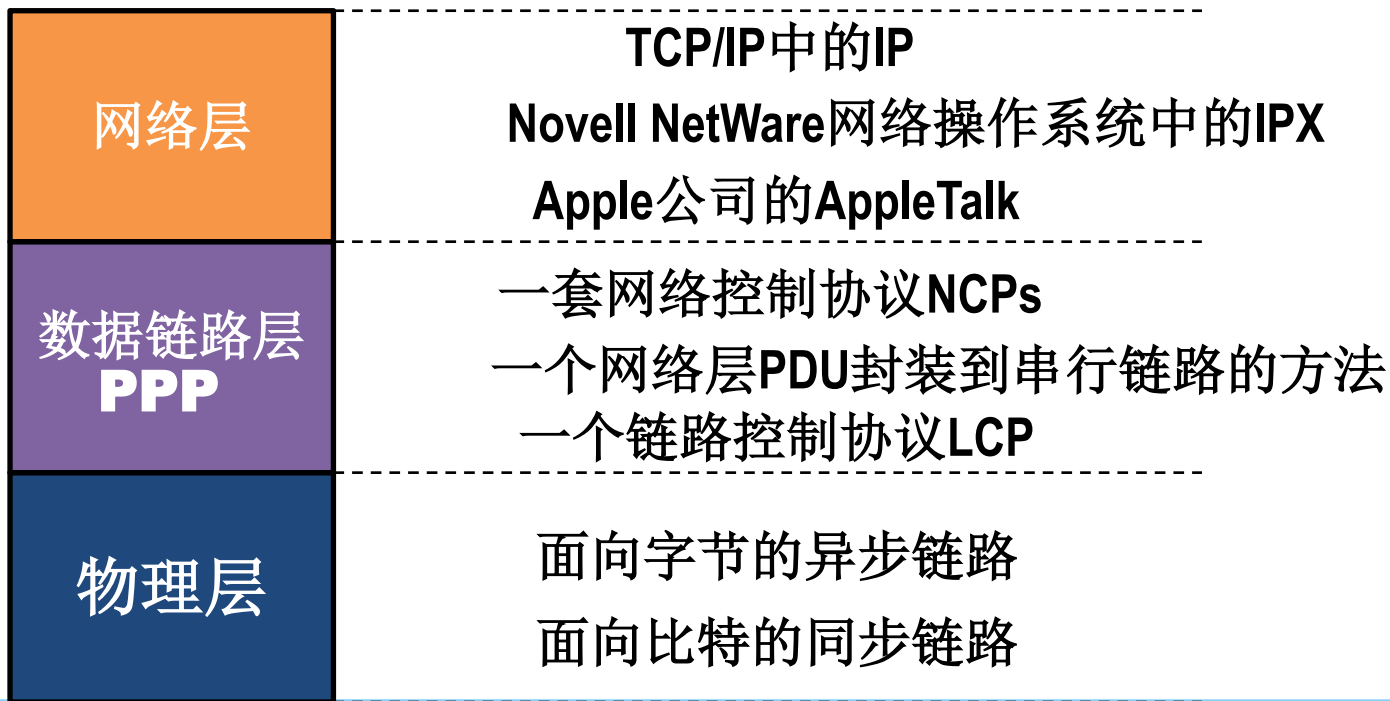 网络层
TCP/IP中的IP
Novell NetWare网络操作系统中的IPX
Apple公司的AppleTalk
数据链路层
PPP
一套网络控制协议NCPs
一个网络层PDU封装到串行链路的方法
一个链路控制协议LCP
物理层
面向字节的异步链路
面向比特的同步链路